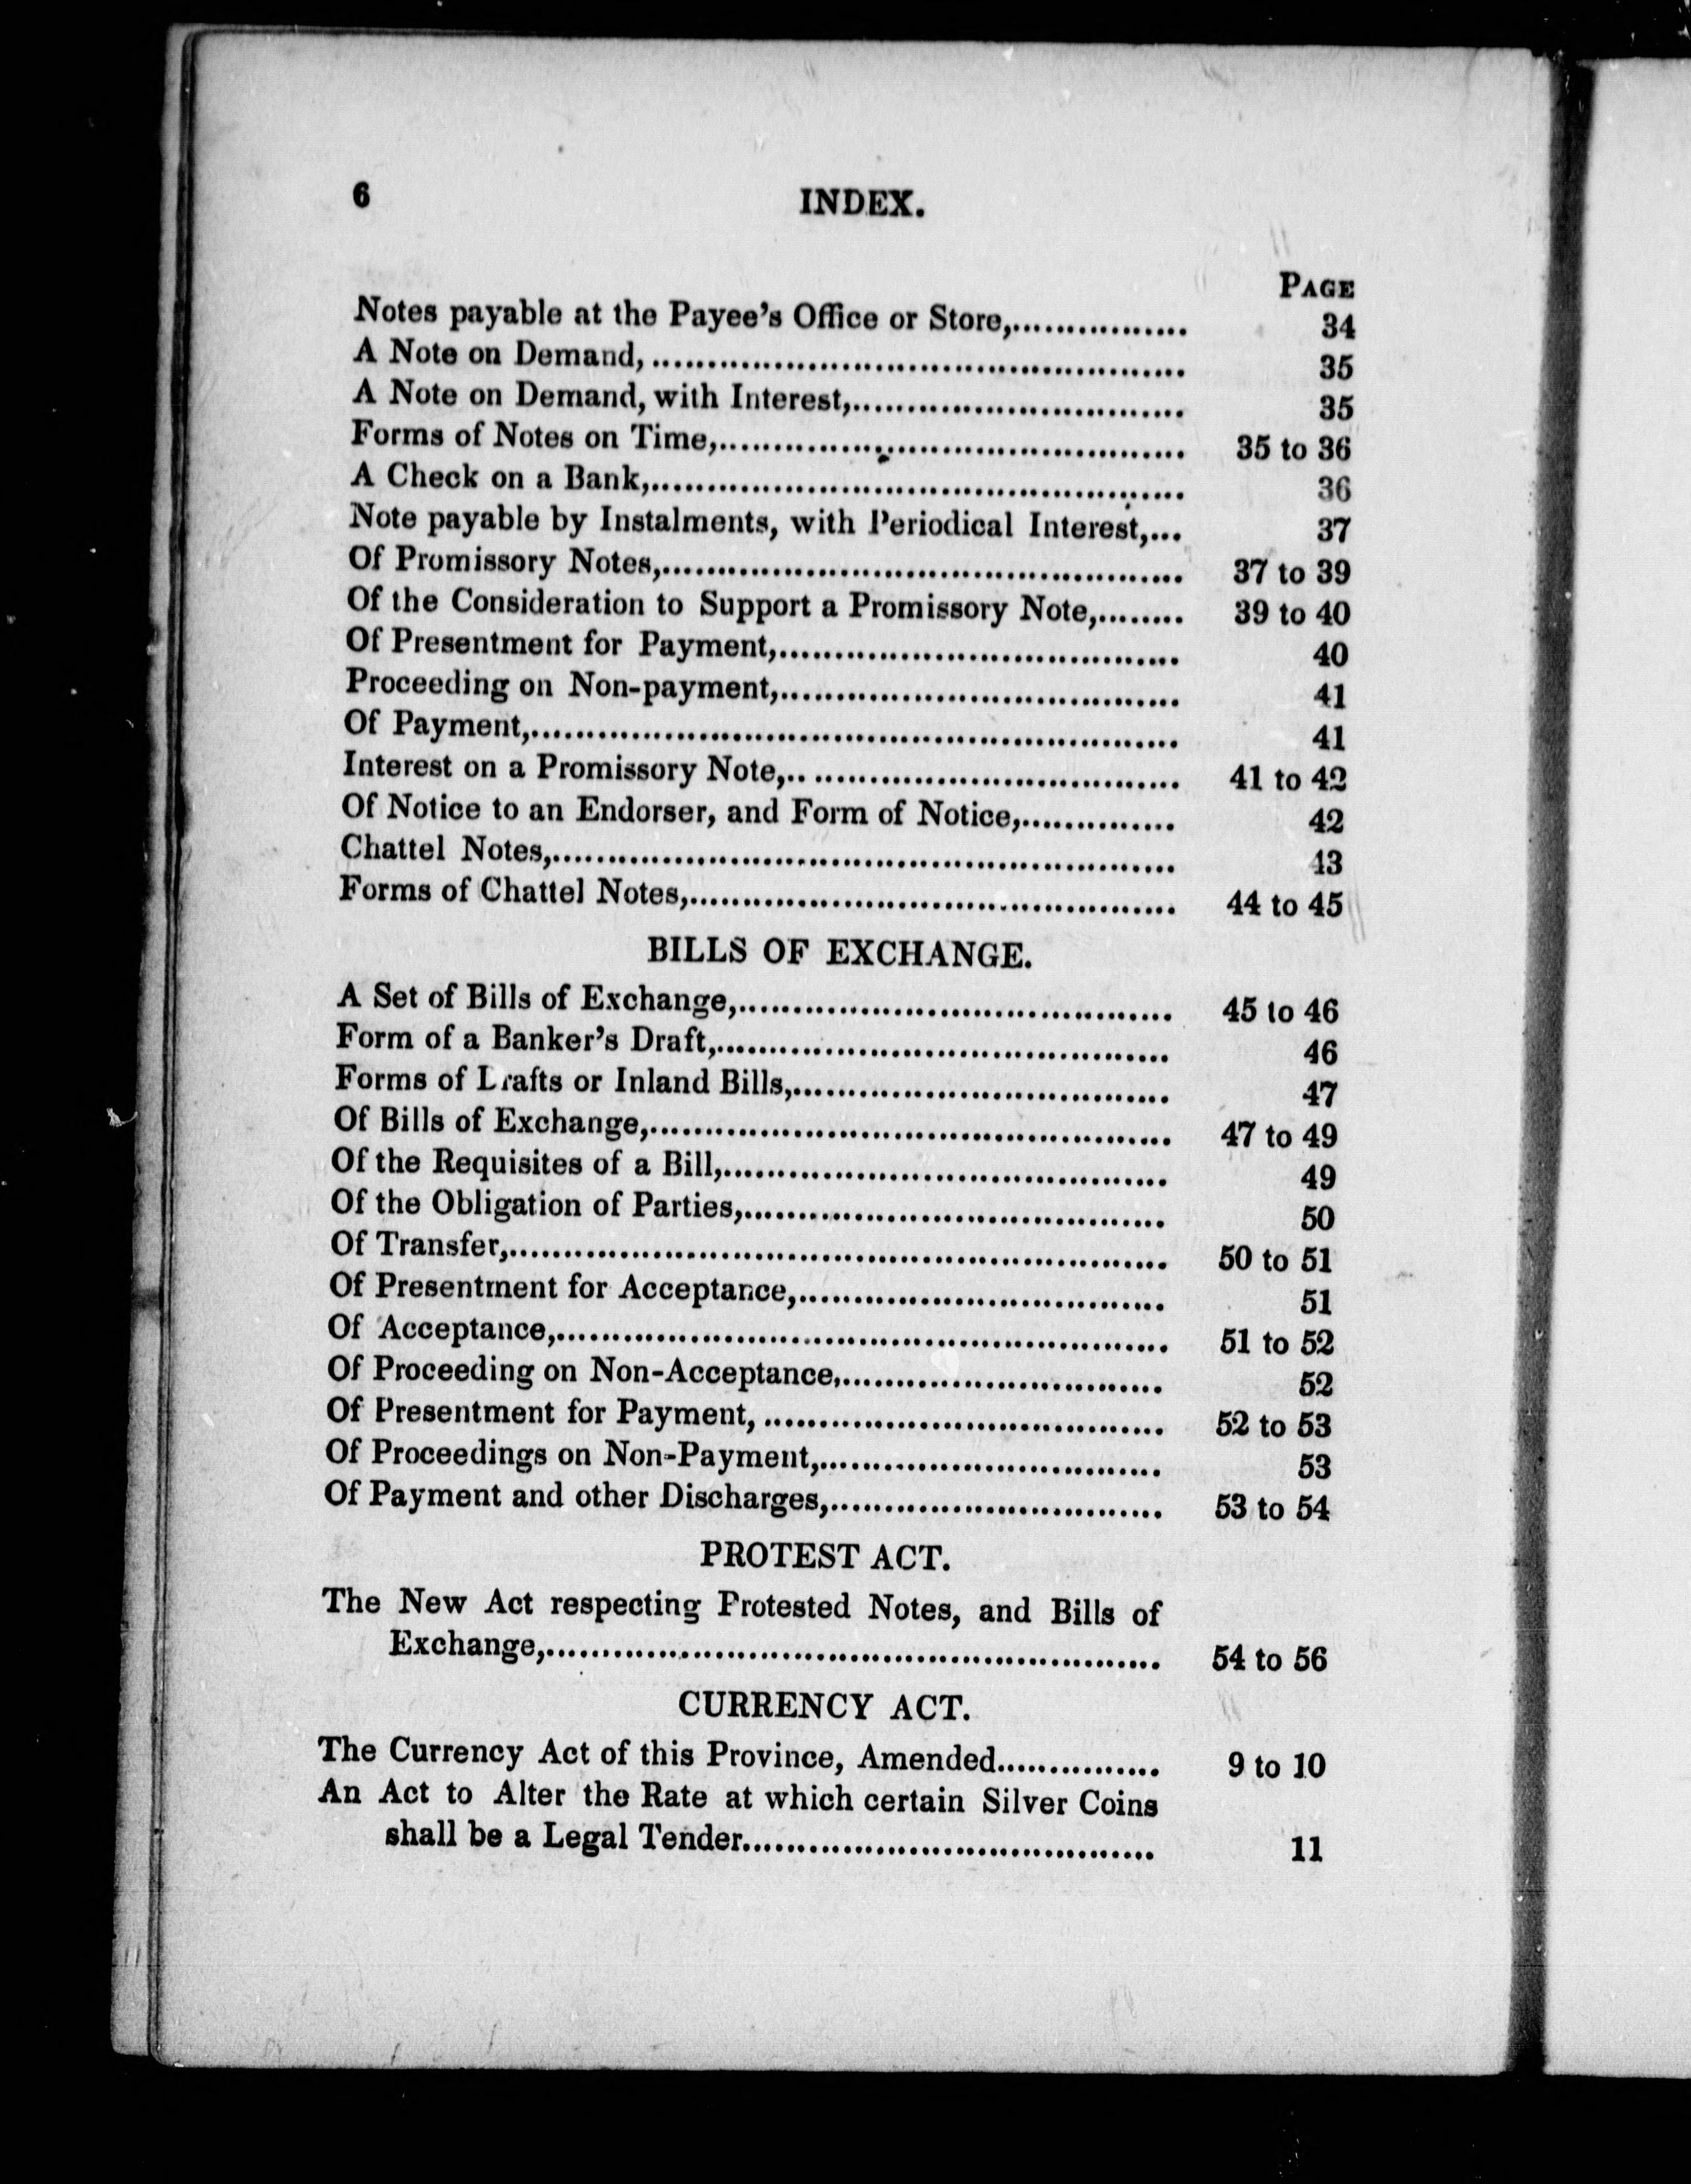 6 INDEX.
PAGE
Notes payable at the Payee's Office or Store,................ 34
A Note on Demand, ................................................ 35
A Note on Demand, with Interest,.............................. 35
Forms of Notes on Time,.......................................... 35 to 36
A Check on a Bank,................................................ 36
Note payable by Instalments, with Periodical Interest,... 37
Of Promissory Notes,............................................... 37 to 39
Of the Consideration to Support a Promissory Note,........ 39 to 40
Of Presentment for Payment,.................................... 40
Proceeding on Non-payment,.................................... 41
Of Payment,.......................................................... 41
Interest on a Promissory Note,.. ................................. 41 to 42
Of Notice to an Endorser, and Form of Notice,.............. 42
Chattel Notes,........................................................ 43
Forms of Chattel Notes,............................................ 44 to 45
BILLS OF EXCHANGE.
A Set of Bills of Exchange,....................................... 45 to 46
Form of a Banker's Draft,......................................... 46
Forms of Drafts or Inland Bills,.................................. 47
Of Bills of Exchange,............................................... 47 to 49
Of the Requisites of a Bill,........................................ 49
Of the Obligation of Parties,...................................... 50
Of Transfer,........................................................... 50 to 51
Of Presentment for Acceptance,................................. 51
Of Acceptance,....................................................... 51 to 52
Of Proceeding on Non-Acceptance,............................. 52
Of Presentment for Payment, .................................... 52 to 53
Of Proceedings on Non-Payment,............................... 53
Of Payment and other Discharges,.............................. 53 to 54
PROTEST ACT.
The New Act respecting Protested Notes, and Bills of
Exchange,........................................................ 54 to 56
CURRENCY ACT.
The Currency Act of this Province, Amended............... 9 to 10
An Act to Alter the Rate at which certain Silver Coins
shall be a Legal Tender..................................... 11